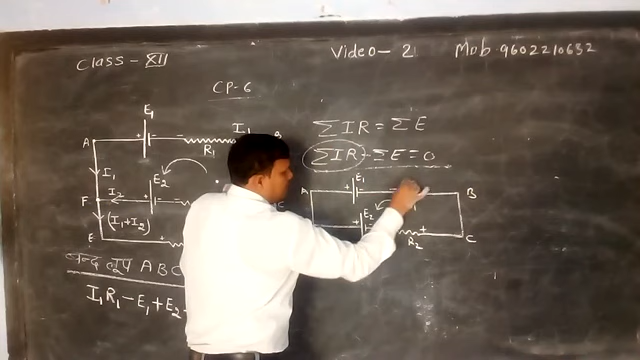 Class - XII
Video - 2
Mob. 9602210632
CP-6
E₁
I₁
B
A
+ -
R₁
I₁
E₂
F
I₂
+ -
(I₁+I₂)
E
+
बन्द लूप ABC
I₁R₁ - E₁ + E₂
ΣIR = ΣE
ΣIR - ΣE = 0
A
+
E₁
-
B
E₂
R₂
+
C